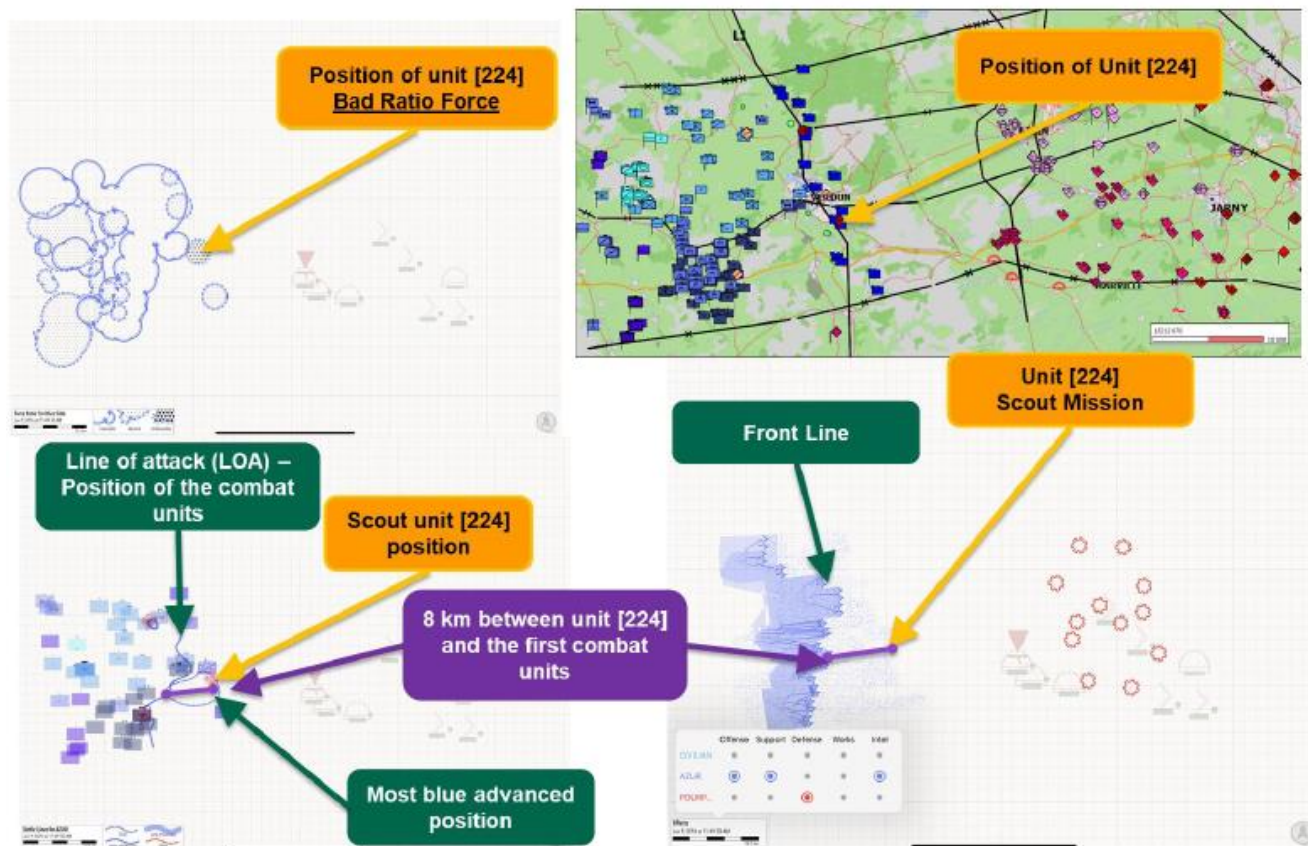 Position of unit [224]
Bad Ratio Force
LI
Position of Unit [224]
JARNY
Unit [224]
Scout Mission
Front Line
Line of attack (LOA) –
Position of the combat
units
Scout unit [224]
position
8 km between unit [224]
and the first combat
units
Most blue advanced
position
Offense Support Defense Works Intel
CIVILIAN
AZUR